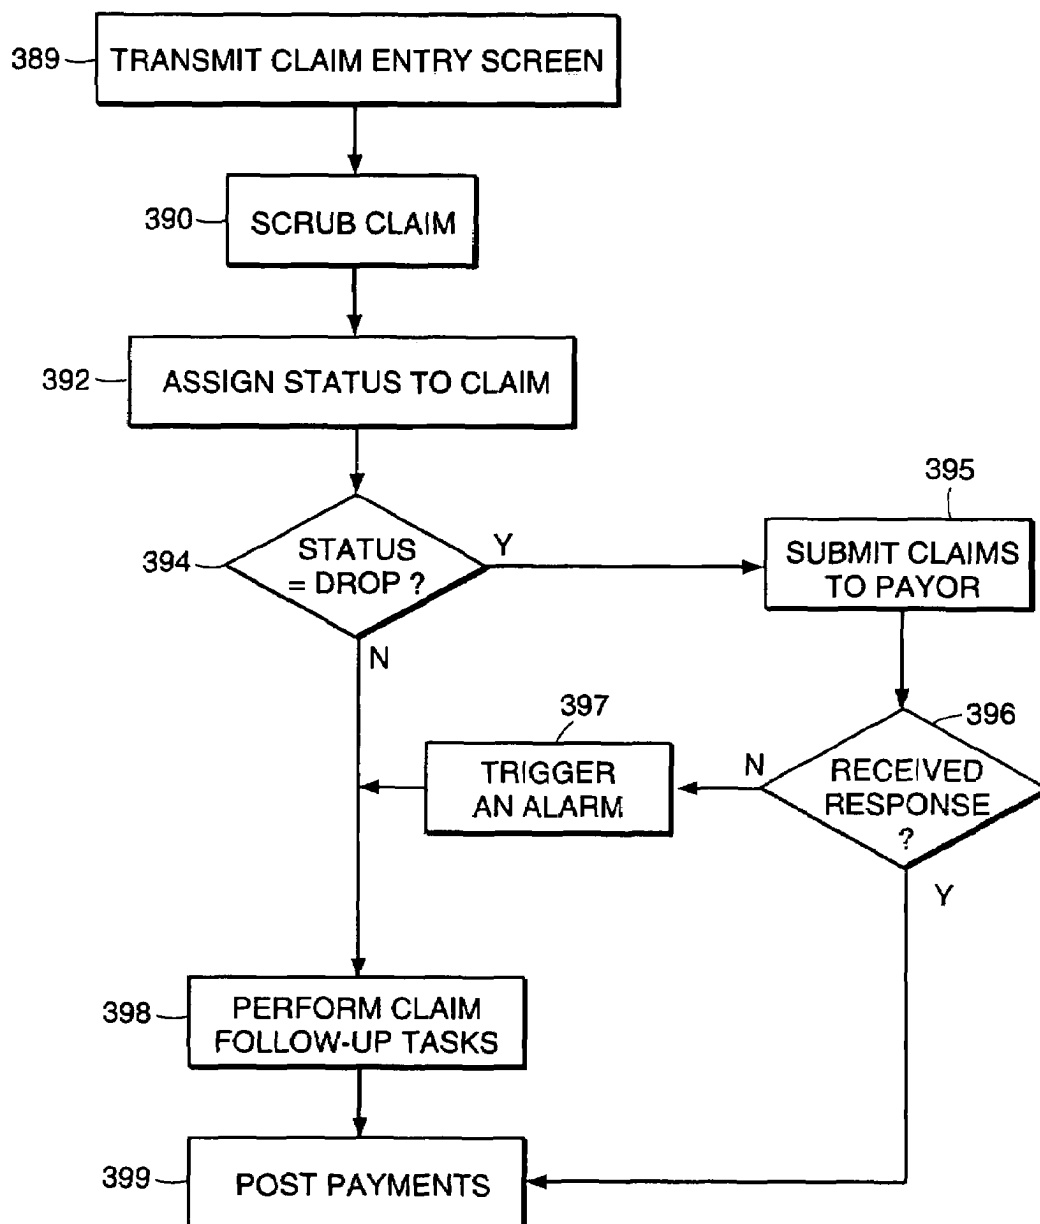 389
TRANSMIT CLAIM ENTRY SCREEN
390
SCRUB CLAIM
392
ASSIGN STATUS TO CLAIM
394
STATUS
= DROP ?
Y
N
395
SUBMIT CLAIMS
TO PAYOR
396
RECEIVED
RESPONSE
?
N
Y
397
TRIGGER
AN ALARM
398
PERFORM CLAIM
FOLLOW-UP TASKS
399
POST PAYMENTS